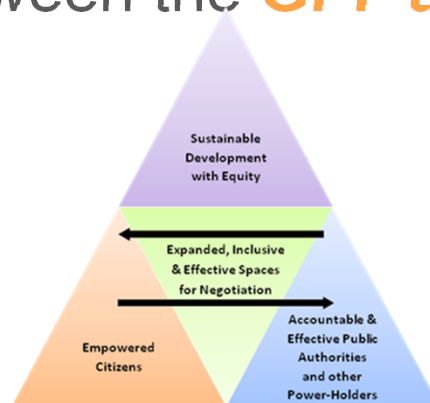 ween the
Sustainable
Development
with Equity
Expanded, Inclusive
& Effective Spaces
for Negotiation
Accountable &
Effective Public
Authorities
and other
Power-Holders
Empowered
Citizens